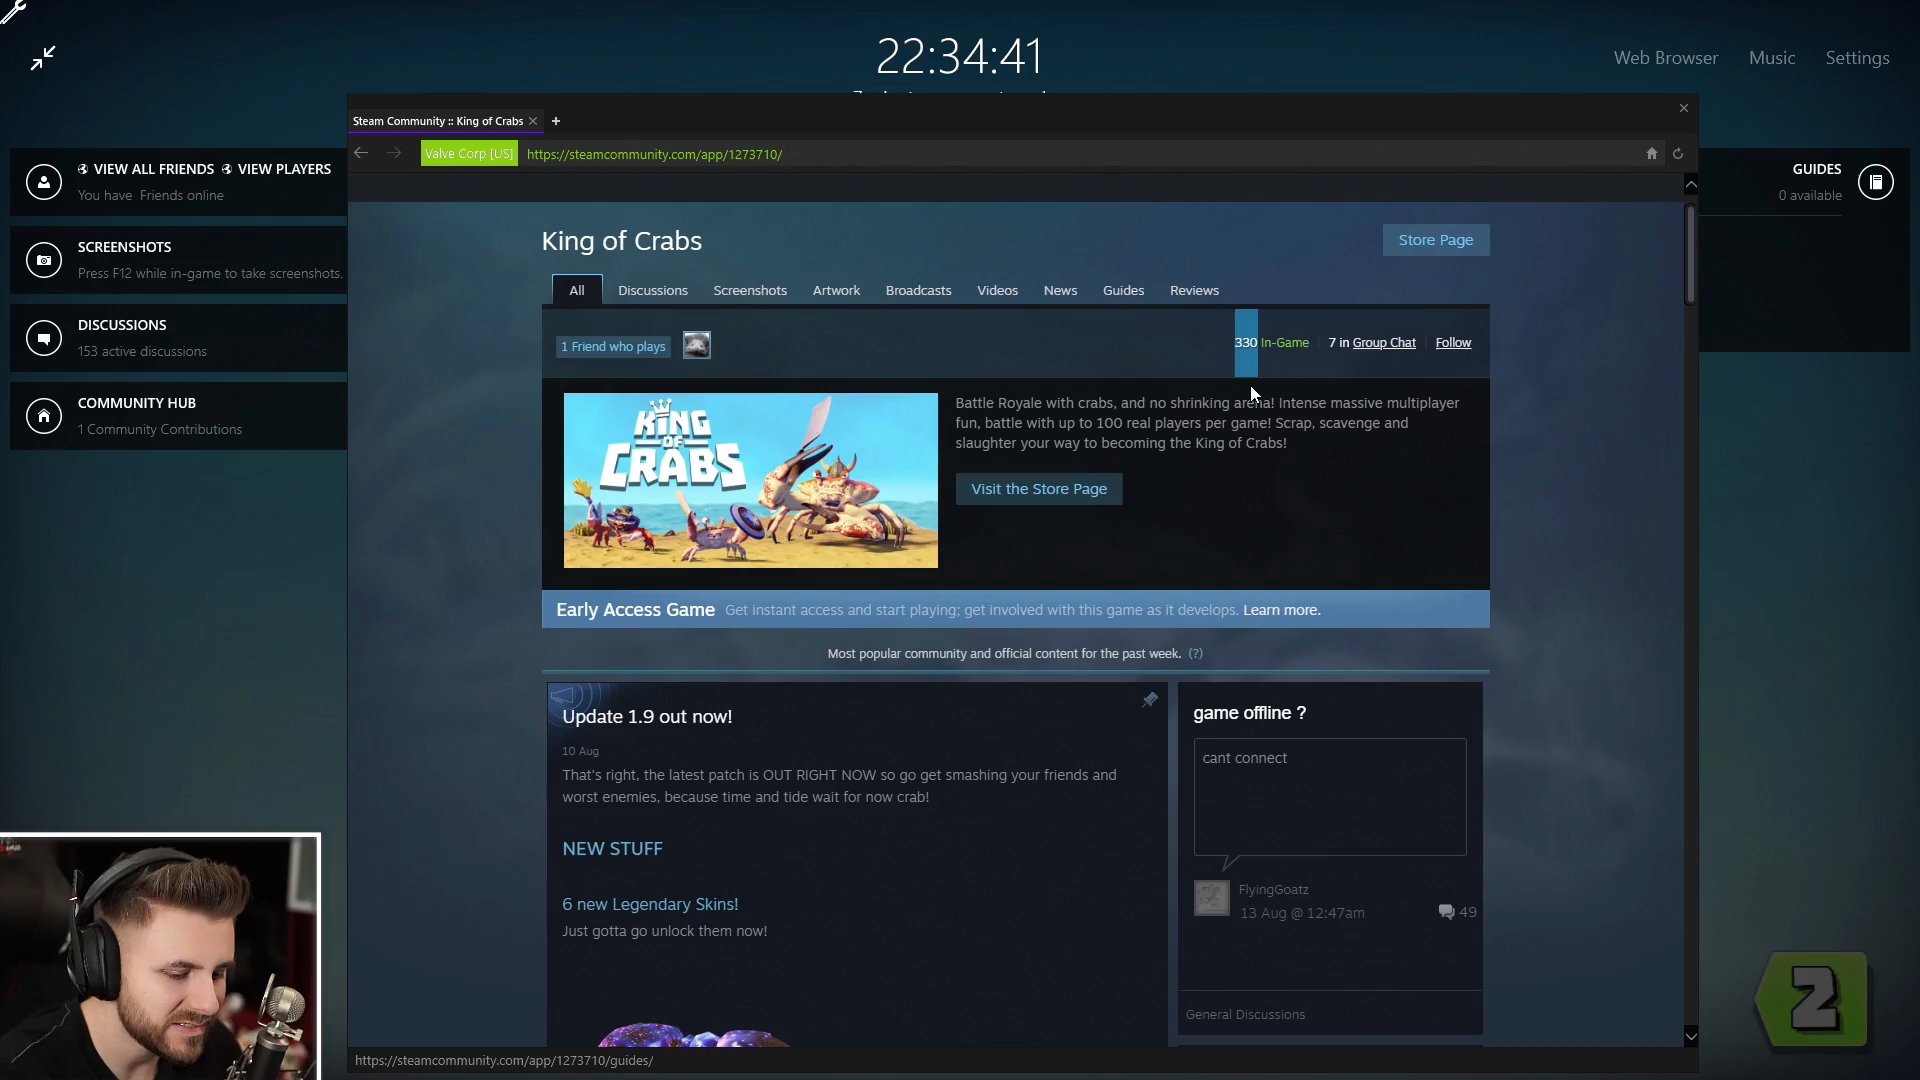 22:34:41
Web Browser Music Settings
Steam Community :: King of Crabs
Valve Corp [US] https://steamcommunity.com/app/1273710/
VIEW ALL FRIENDS VIEW PLAYERS
You have Friends online
SCREENSHOTS
Press F12 while in-game to take screenshots.
DISCUSSIONS
153 active discussions
COMMUNITY HUB
1 Community Contributions
GUIDES
0 available
King of Crabs
Store Page
All Discussions Screenshots Artwork Broadcasts Videos News Guides Reviews
1 Friend who plays
330 In-Game 7 in Group Chat Follow
KING
OF
CRABS
Battle Royale with crabs, and no shrinking arena! Intense massive multiplayer
fun, battle with up to 100 real players per game! Scrap, scavenge and
slaughter your way to becoming the King of Crabs!
Visit the Store Page
Early Access Game Get instant access and start playing; get involved with this game as it develops. Learn more.
Most popular community and official content for the past week. (?)
Update 1.9 out now!
10 Aug
That's right, the latest patch is OUT RIGHT NOW so go get smashing your friends and
worst enemies, because time and tide wait for now crab!
NEW STUFF
6 new Legendary Skins!
Just gotta go unlock them now!
game offline ?
cant connect
FlyingGoatz
13 Aug @ 12:47am
49
General Discussions
https://steamcommunity.com/app/1273710/guides/
2